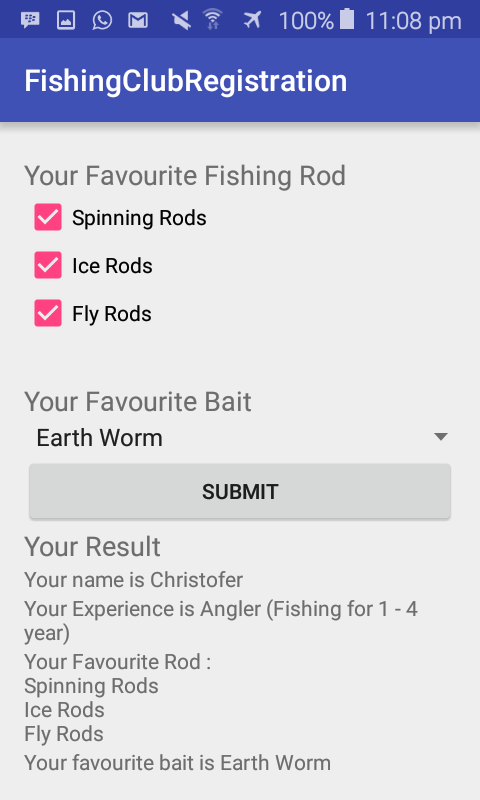 100% 11:08 pm
FishingClubRegistration
Your Favourite Fishing Rod
Spinning Rods
Ice Rods
Fly Rods
Your Favourite Bait
Earth Worm
SUBMIT
Your Result
Your name is Christofer
Your Experience is Angler (Fishing for 1 - 4
year)
Your Favourite Rod :
Spinning Rods
Ice Rods
Fly Rods
Your favourite bait is Earth Worm